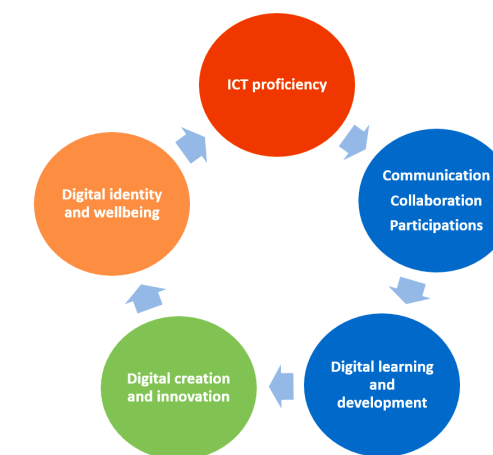 ICT proficiency
Communication
Collaboration
Participations
Digital learning
and
development
Digital creation
and innovation
Digital identity
and wellbeing